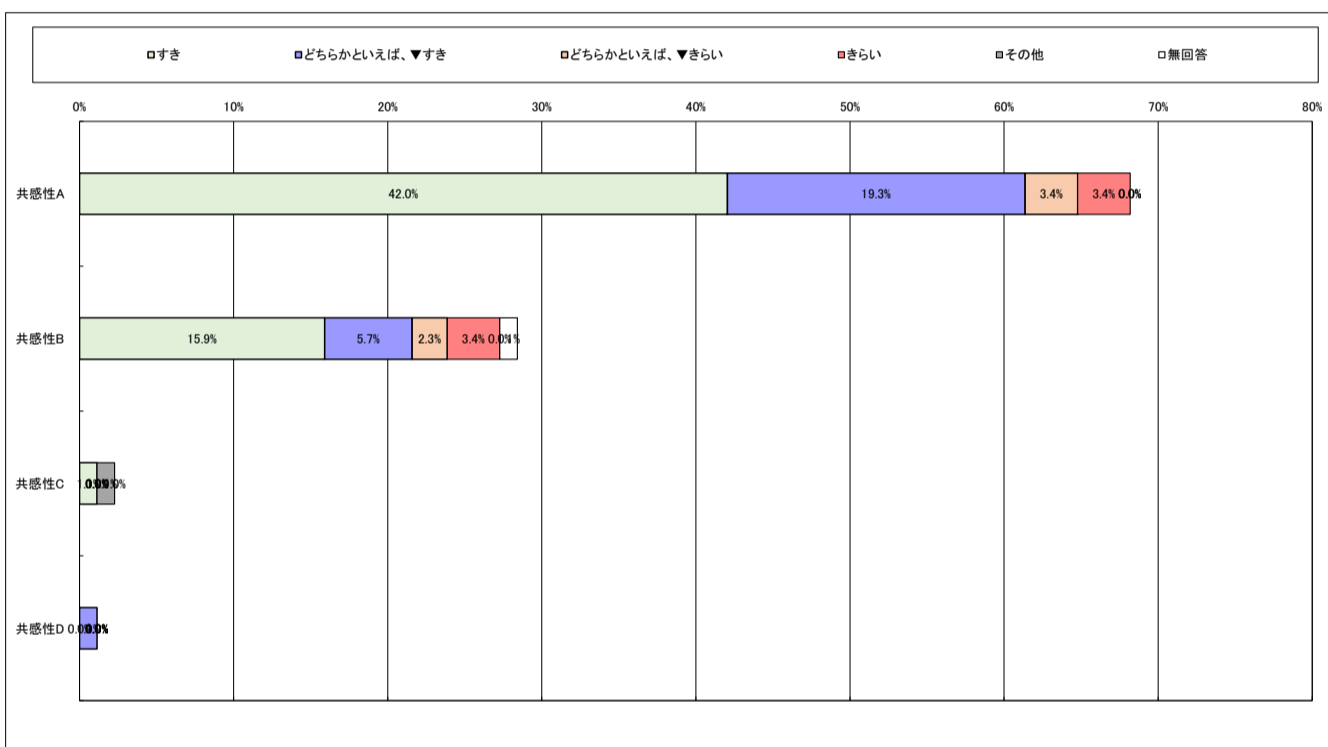 すき どちらかといえば、▼すき どちらかといえば、▼きらい きらい その他 無回答
0% 10% 20% 30% 40% 50% 60% 70% 80%
共感性A 42.0% 19.3% 3.4% 3.4% 0.0%
共感性B 15.9% 5.7% 2.3% 3.4% 0.0%
共感性C
共感性D